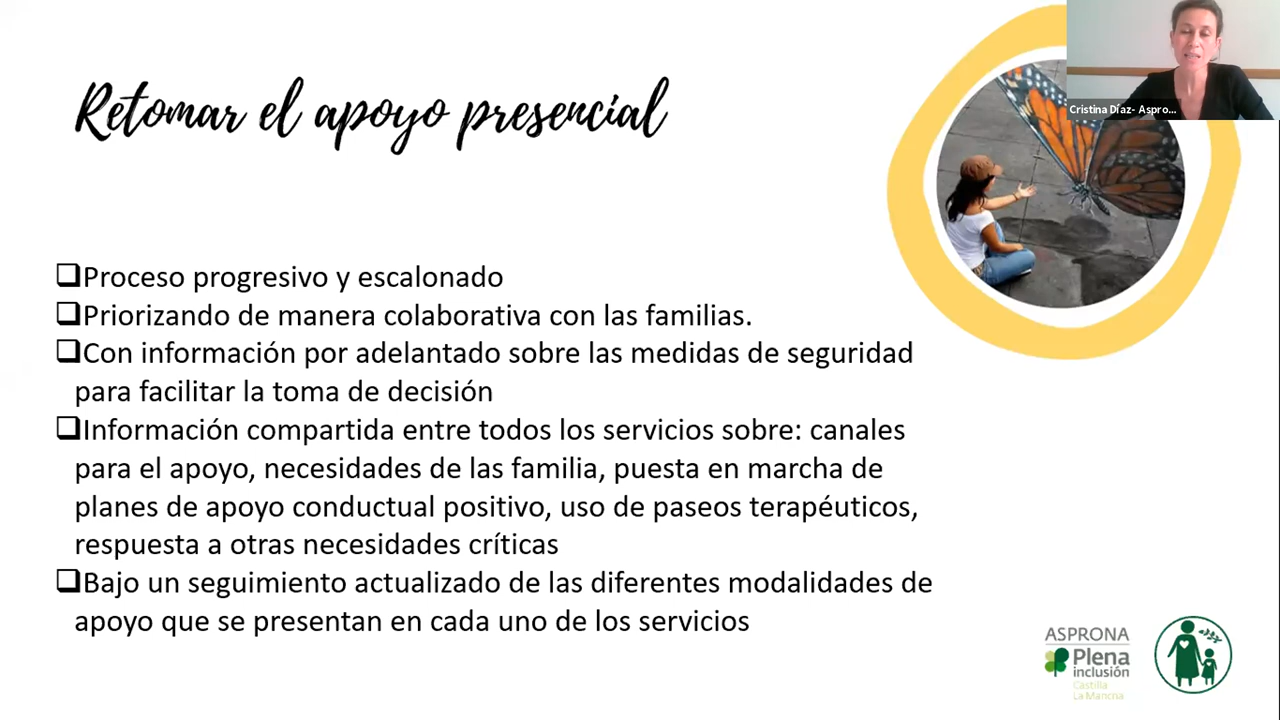 Retomar el apoyo presencial
Cristina Díaz- Aspro...
❑Proceso progresivo y escalonado
❑Priorizando de manera colaborativa con las familias.
❑Con información por adelantado sobre las medidas de seguridad
para facilitar la toma de decisión
❑Información compartida entre todos los servicios sobre: canales
para el apoyo, necesidades de las familia, puesta en marcha de
planes de apoyo conductual positivo, uso de paseos terapéuticos,
respuesta a otras necesidades críticas
❑Bajo un seguimiento actualizado de las diferentes modalidades de
apoyo que se presentan en cada uno de los servicios
ASPRONA
Plena
inclusión
Castilla
La Mancha